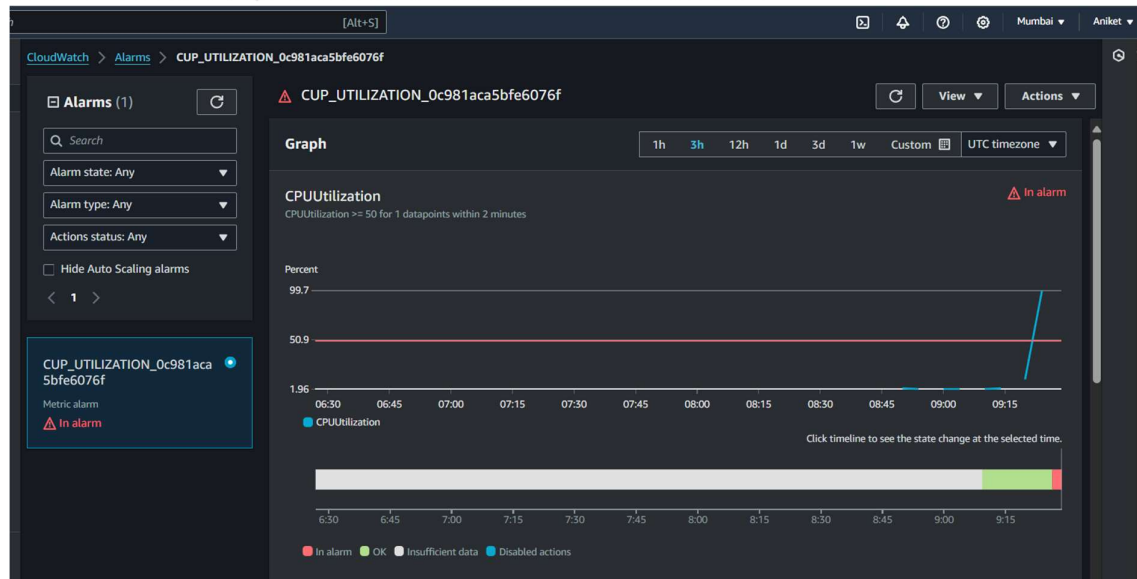 [Alt+S]
Mumbai ▼ Aniket ▼
CloudWatch > Alarms > CUP_UTILIZATION_0c981aca5bfe6076f
Alarms (1)
Search
Alarm state: Any
Alarm type: Any
Actions status: Any
Hide Auto Scaling alarms
< 1 >
CUP_UTILIZATION_0c981aca
5bfe6076f
Metric alarm
In alarm
CUP_UTILIZATION_0c981aca5bfe6076f
View ▼ Actions ▼
Graph
1h 3h 12h 1d 3d 1w Custom UTC timezone ▼
CPUUtilization
In alarm
CPUUtilization >= 50 for 1 datapoints within 2 minutes
Percent
99.7
50.9
1.96
06:30 06:45 07:00 07:15 07:30 07:45 08:00 08:15 08:30 08:45 09:00 09:15
CPUUtilization
Click timeline to see the state change at the selected time.
6:30 6:45 7:00 7:15 7:30 7:45 8:00 8:15 8:30 8:45 9:00 9:15
In alarm OK Insufficient data Disabled actions